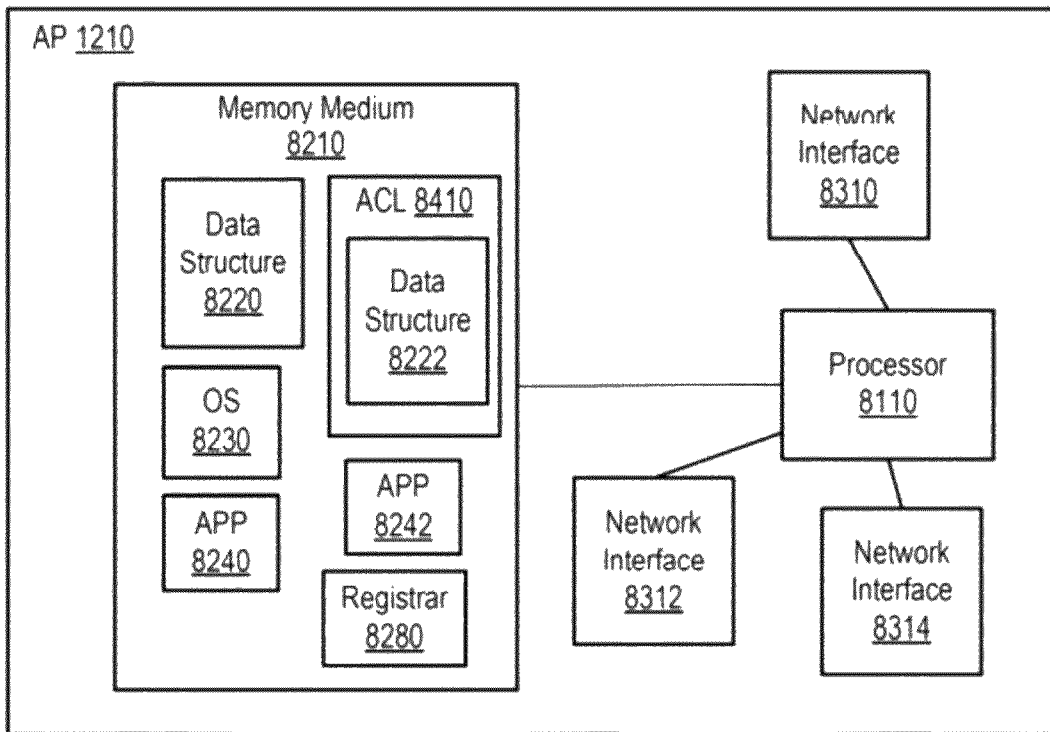 AP 1210
Memory Medium
8210
Data
Structure
8220
ACL 8410
Data
Structure
8222
OS
8230
APP
8240
APP
8242
Registrar
8280
Network
Interface
8310
Processor
8110
Network
Interface
8312
Network
Interface
8314